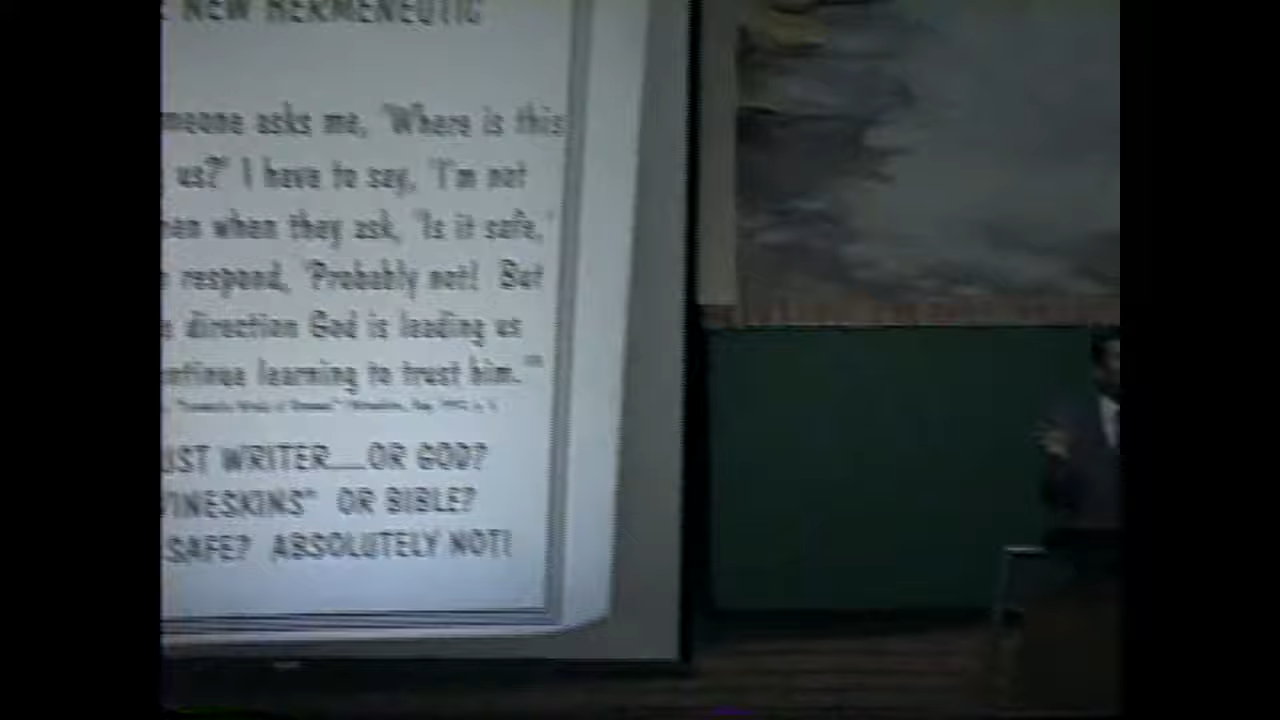 NEW HERMENEUTIC
meone asks me, 'Where is this
us?' I have to say, 'I'm not
hen when they ask, 'Is it safe,'
respond, 'Probably not! But
e direction God is leading us
ntinue learning to trust him.'"
UST WRITER.....OR GOD?
VINESKINS" OR BIBLE?
SAFE? ABSOLUTELY NOT!